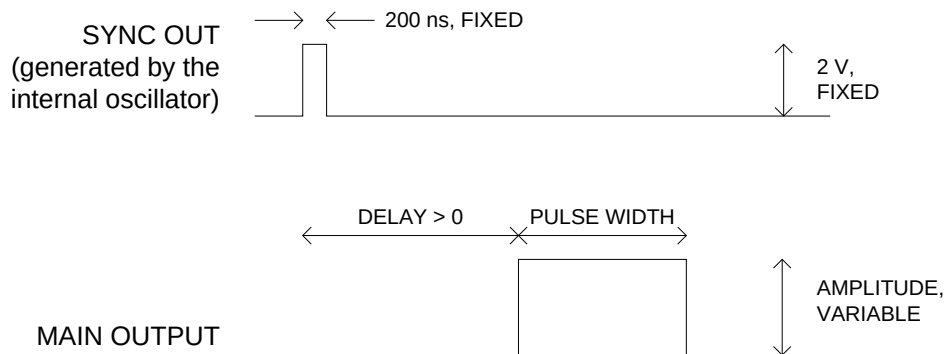 200 ns, FIXED
SYNC OUT
(generated by the
internal oscillator)
2 V,
FIXED
DELAY > 0
PULSE WIDTH
AMPLITUDE,
VARIABLE
MAIN OUTPUT